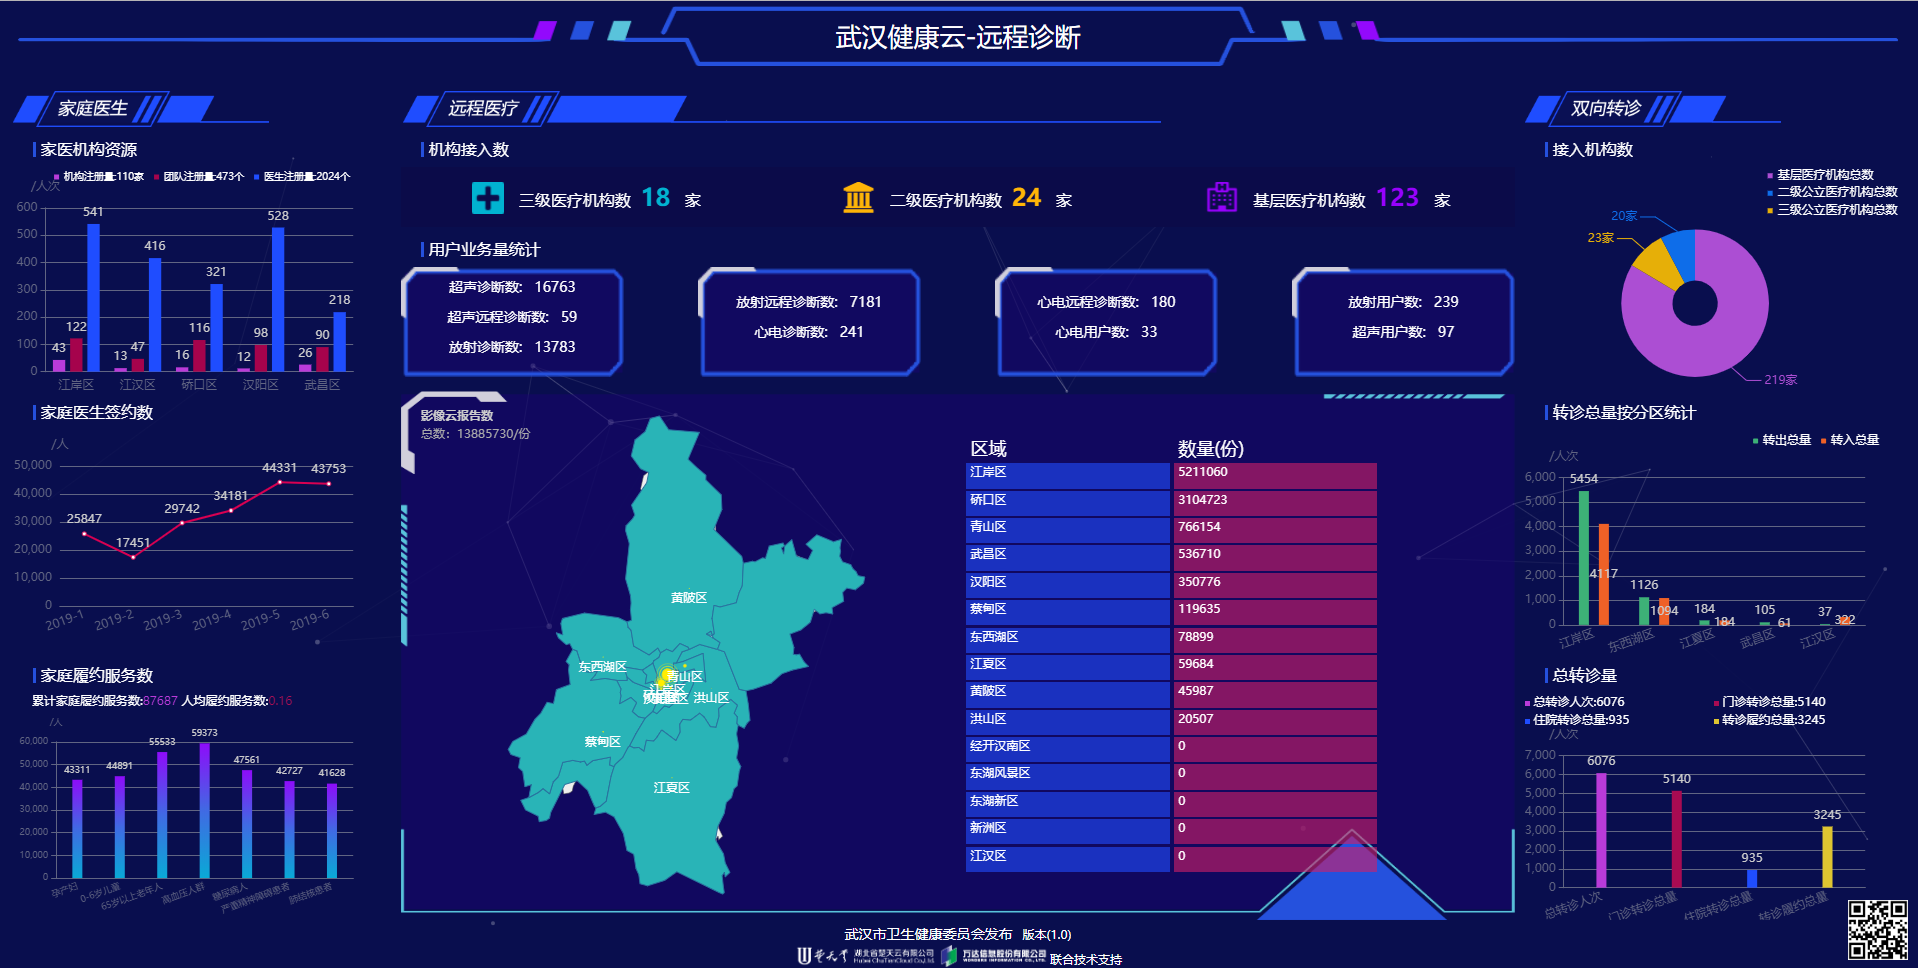 武汉健康云-远程诊断
家庭医生
家医机构资源
机构注册量:110家 团队注册量:473个 医生注册量:2024个
/人次
600
500
400
300
200
100
0
43 122 541
13 47 416
16 116 321
12 98 528
26 90 218
江岸区 江汉区 硚口区 汉阳区 武昌区
家庭医生签约数
/人
50,000
40,000
30,000
20,000
10,000
0
25847 17451 29742 34181 44331 43753
2019-1 2019-2 2019-3 2019-4 2019-5 2019-6
家庭履约服务数
累计家庭履约服务数:87687 人均履约服务数:0.16
/人
60,000
50,000
40,000
30,000
20,000
10,000
0
43311 44891 55533 59373 47561 42727 41628
孕产妇 0-6岁儿童 65岁以上老年人 高血压人群 糖尿病人 严重精神障碍患者 肺结核患者
远程医疗
机构接入数
三级医疗机构数 18 家
二级医疗机构数 24 家
基层医疗机构数 123 家
用户业务量统计
超声诊断数: 16763
超声远程诊断数: 59
放射诊断数: 13783
放射远程诊断数: 7181
心电诊断数: 241
心电远程诊断数: 180
心电用户数: 33
放射用户数: 239
超声用户数: 97
影像云报告数
总数: 13885730/份
黄陂区
东西湖区
青山区
江岸区
洪山区
蔡甸区
江夏区
区域 数量(份)
江岸区 5211060
硚口区 3104723
青山区 766154
武昌区 536710
汉阳区 350776
蔡甸区 119635
东西湖区 78899
江夏区 59684
黄陂区 45987
洪山区 20507
经开汉南区 0
东湖风景区 0
东湖新区 0
新洲区 0
江汉区 0
双向转诊
接入机构数
基层医疗机构总数
二级公立医疗机构总数
三级公立医疗机构总数
20家
23家
219家
转诊总量按分区统计
转出总量 转入总量
/人次
6,000
5,000
4,000
3,000
2,000
1,000
0
5454 4117
1126 1094
184 184
105 61
37 322
江岸区 东西湖区 江夏区 武昌区 江汉区
总转诊量
总转诊人次:6076 门诊转诊总量:5140
住院转诊总量:935 转诊履约总量:3245
/人次
7,000
6,000
5,000
4,000
3,000
2,000
1,000
0
6076 5140 935 3245
总转诊人次 门诊转诊总量 住院转诊总量 转诊履约总量
武汉市卫生健康委员会发布 版本(1.0)
楚天云 湖北省楚天云有限公司 Hubei ChuTianCloud Co.,Ltd. 万达信息股份有限公司 WONDERS INFORMATION CO., LTD. 联合技术支持